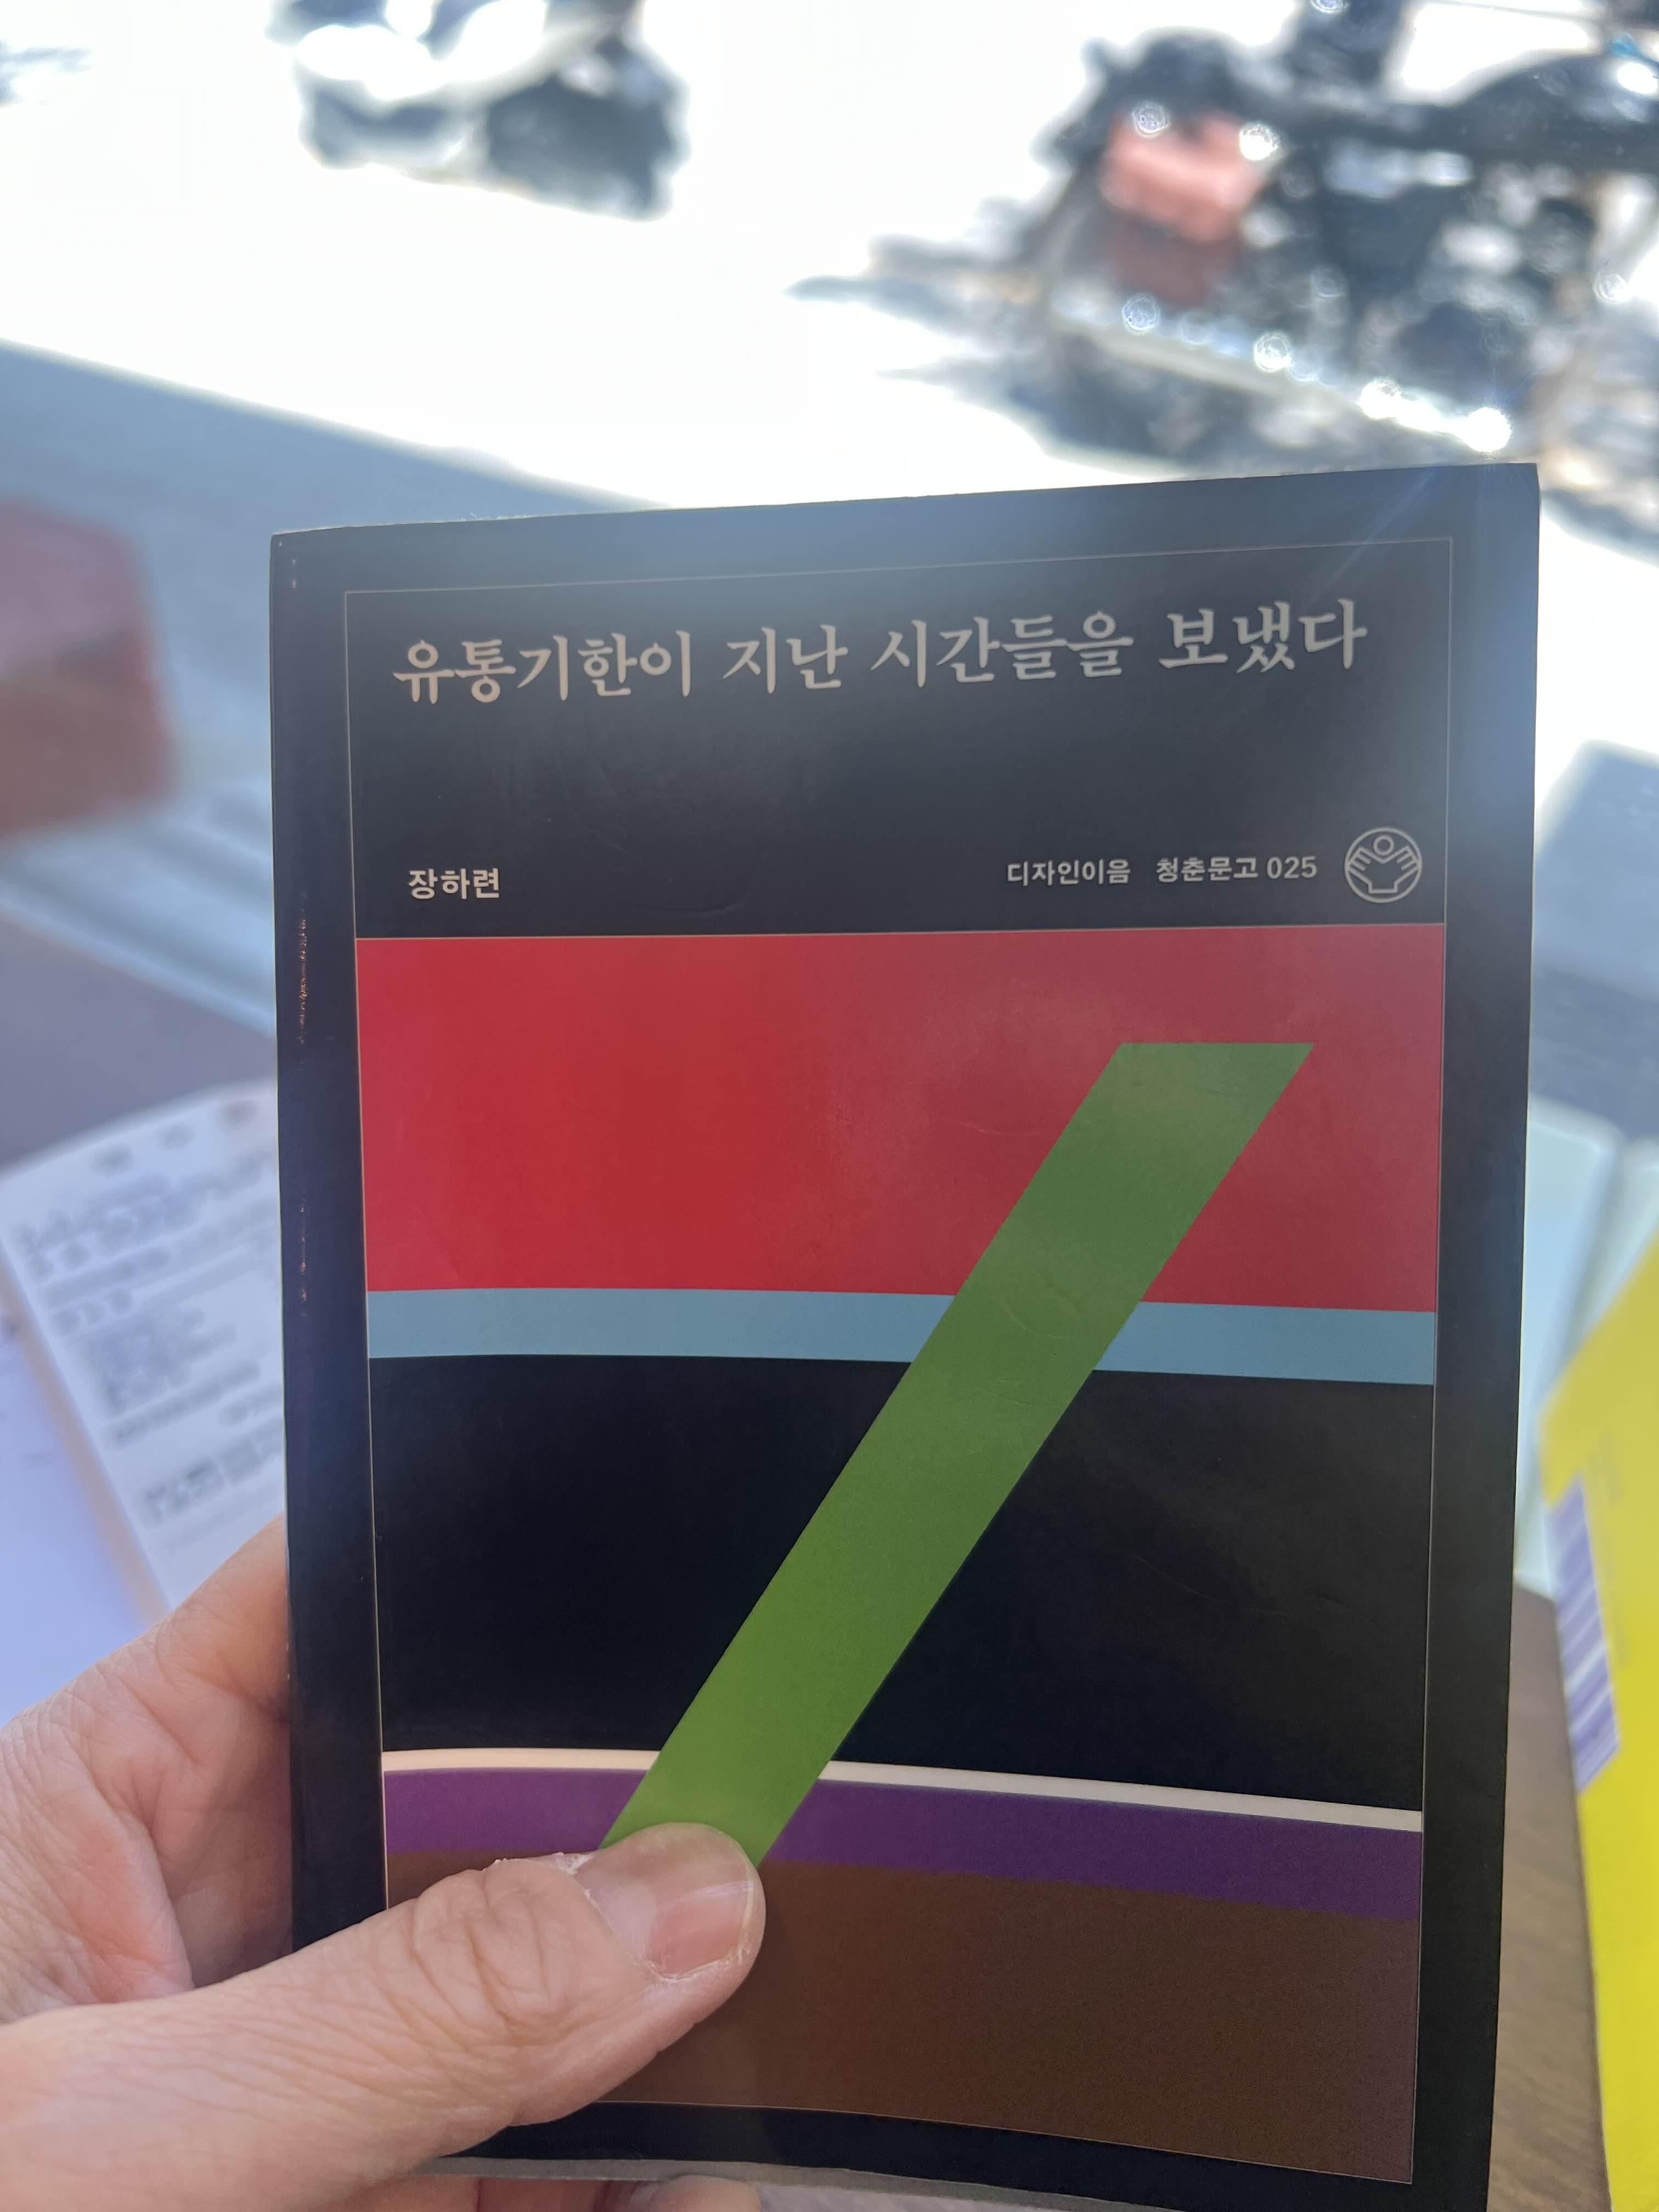 유통기한이 지난 시간들을 보냈다
장하련
디자인이음 청춘문고 025